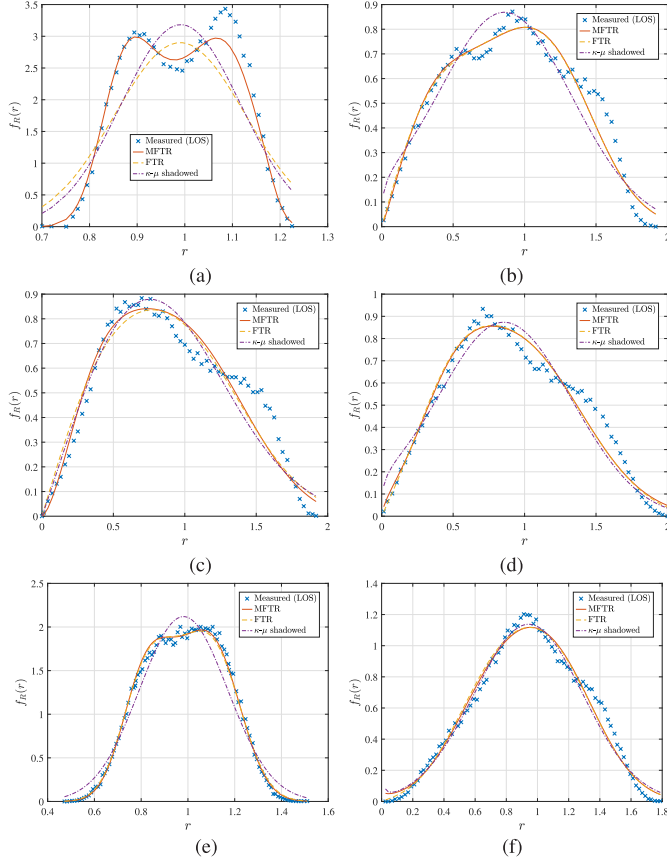 3.5
3
2.5
2
1.5
1
0.5
0
f_R(r)
Measured (LOS)
MFTR
FTR
κ-μ shadowed
0.7 0.8 0.9 1 1.1 1.2 1.3
r
(a)
0.9
0.8
0.7
0.6
0.5
0.4
0.3
0.2
0.1
0
f_R(r)
Measured (LOS)
MFTR
FTR
κ-μ shadowed
0 0.5 1 1.5 2
r
(b)
0.9
0.8
0.7
0.6
0.5
0.4
0.3
0.2
0.1
0
f_R(r)
Measured (LOS)
MFTR
FTR
κ-μ shadowed
0 0.5 1 1.5 2
r
(c)
1
0.9
0.8
0.7
0.6
0.5
0.4
0.3
0.2
0.1
0
f_R(r)
Measured (LOS)
MFTR
FTR
κ-μ shadowed
0 0.5 1 1.5 2
r
(d)
2.5
2
1.5
1
0.5
0
f_R(r)
Measured (LOS)
MFTR
FTR
κ-μ shadowed
0.4 0.6 0.8 1 1.2 1.4 1.6
r
(e)
1.4
1.2
1
0.8
0.6
0.4
0.2
0
f_R(r)
Measured (LOS)
MFTR
FTR
κ-μ shadowed
0 0.2 0.4 0.6 0.8 1 1.2 1.4 1.6 1.8
r
(f)